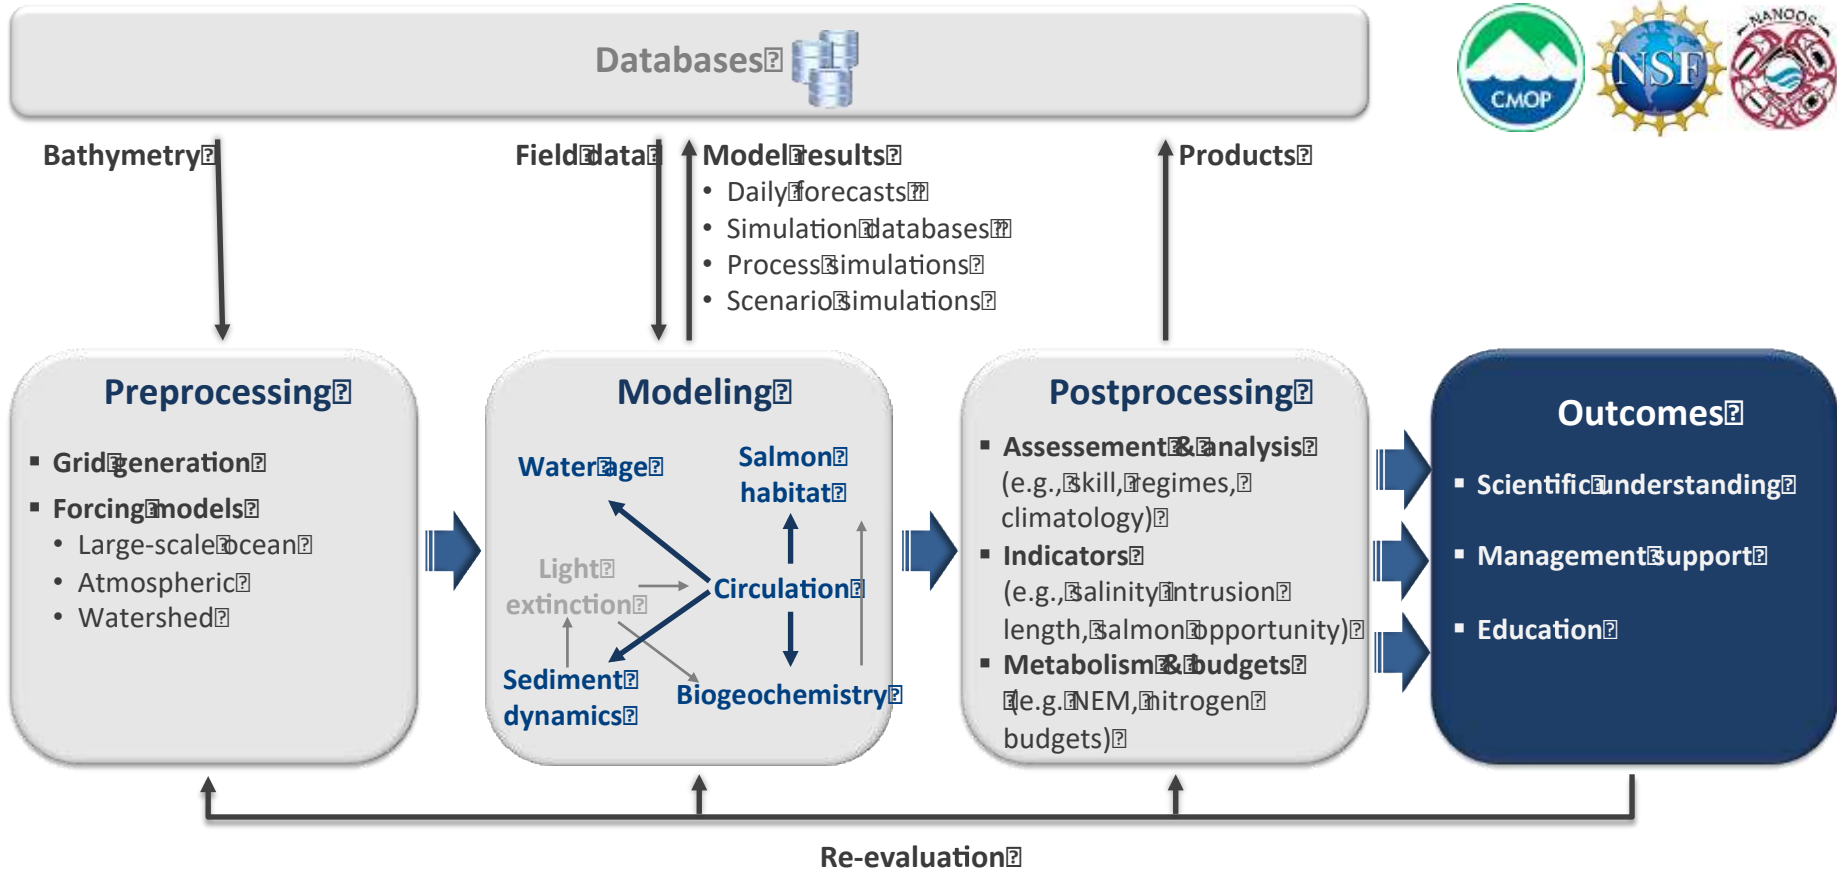 Databases
CMOP
NSF
NANOOS
Bathymetry
Field data
Model results
• Daily forecasts
• Simulation databases
• Process simulations
• Scenario simulations
Products
Preprocessing
▪ Grid generation
▪ Forcing models
• Large-scale ocean
• Atmospheric
• Watershed
Modeling
Water age
Salmon
habitat
Light
extinction
Circulation
Sediment
dynamics
Biogeochemistry
Postprocessing
▪ Assessement & analysis
(e.g., skill, regimes,
climatology)
▪ Indicators
(e.g., salinity intrusion
length, salmon opportunity)
▪ Metabolism & budgets
(e.g. NEM, nitrogen
budgets)
Outcomes
▪ Scientific understanding
▪ Management support
▪ Education
Re-evaluation